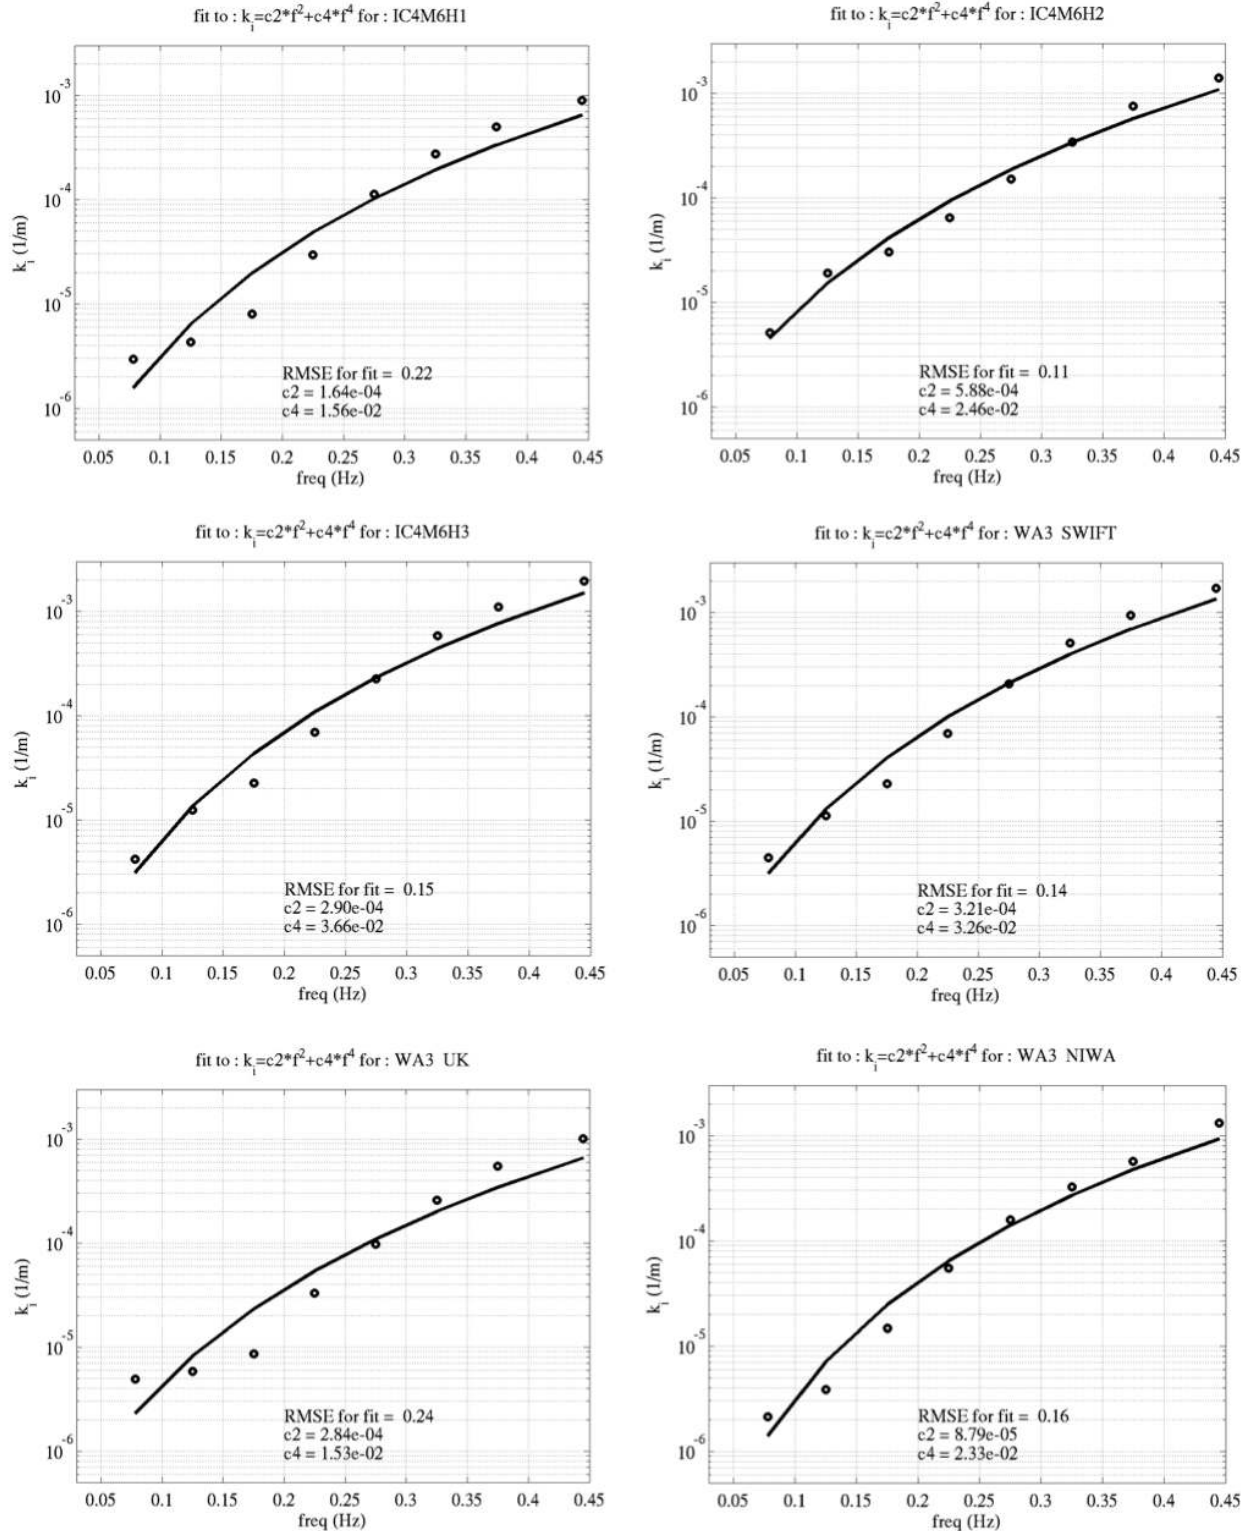 fit to : k_i=c2*f^2+c4*f^4 for : IC4M6H1
10^-3
10^-4
10^-5
10^-6
k_i (1/m)
RMSE for fit = 0.22
c2 = 1.64e-04
c4 = 1.56e-02
0.05 0.1 0.15 0.2 0.25 0.3 0.35 0.4 0.45
freq (Hz)
fit to : k_i=c2*f^2+c4*f^4 for : IC4M6H2
10^-3
10^-4
10^-5
10^-6
k_i (1/m)
RMSE for fit = 0.11
c2 = 5.88e-04
c4 = 2.46e-02
0.05 0.1 0.15 0.2 0.25 0.3 0.35 0.4 0.45
freq (Hz)
fit to : k_i=c2*f^2+c4*f^4 for : IC4M6H3
10^-3
10^-4
10^-5
10^-6
k_i (1/m)
RMSE for fit = 0.15
c2 = 2.90e-04
c4 = 3.66e-02
0.05 0.1 0.15 0.2 0.25 0.3 0.35 0.4 0.45
freq (Hz)
fit to : k_i=c2*f^2+c4*f^4 for : WA3 SWIFT
10^-3
10^-4
10^-5
10^-6
k_i (1/m)
RMSE for fit = 0.14
c2 = 3.21e-04
c4 = 3.26e-02
0.05 0.1 0.15 0.2 0.25 0.3 0.35 0.4 0.45
freq (Hz)
fit to : k_i=c2*f^2+c4*f^4 for : WA3 UK
10^-3
10^-4
10^-5
10^-6
k_i (1/m)
RMSE for fit = 0.24
c2 = 2.84e-04
c4 = 1.53e-02
0.05 0.1 0.15 0.2 0.25 0.3 0.35 0.4 0.45
freq (Hz)
fit to : k_i=c2*f^2+c4*f^4 for : WA3 NIWA
10^-3
10^-4
10^-5
10^-6
k_i (1/m)
RMSE for fit = 0.16
c2 = 8.79e-05
c4 = 2.33e-02
0.05 0.1 0.15 0.2 0.25 0.3 0.35 0.4 0.45
freq (Hz)